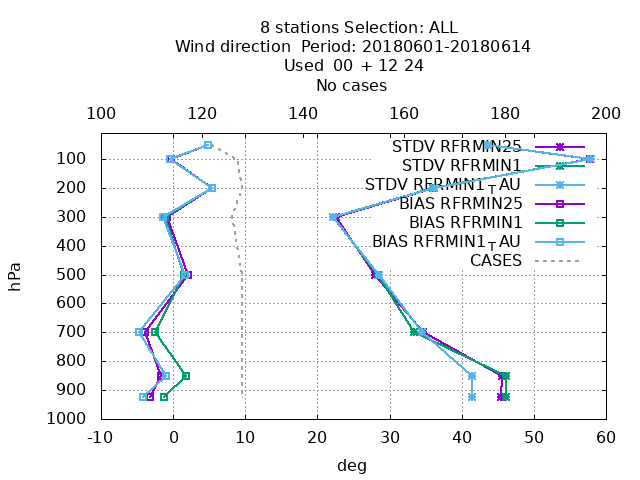 8 stations Selection: ALL
Wind direction  Period: 20180601-20180614
Used  00 + 12 24
No cases
100 120 140 160 180 200
STDV RFRMIN25
STDV RFRMIN1
STDV RFRMIN1TAU
BIAS RFRMIN25
BIAS RFRMIN1
BIAS RFRMIN1TAU
CASES
hPa
100
200
300
400
500
600
700
800
900
1000
-10 0 10 20 30 40 50 60
deg